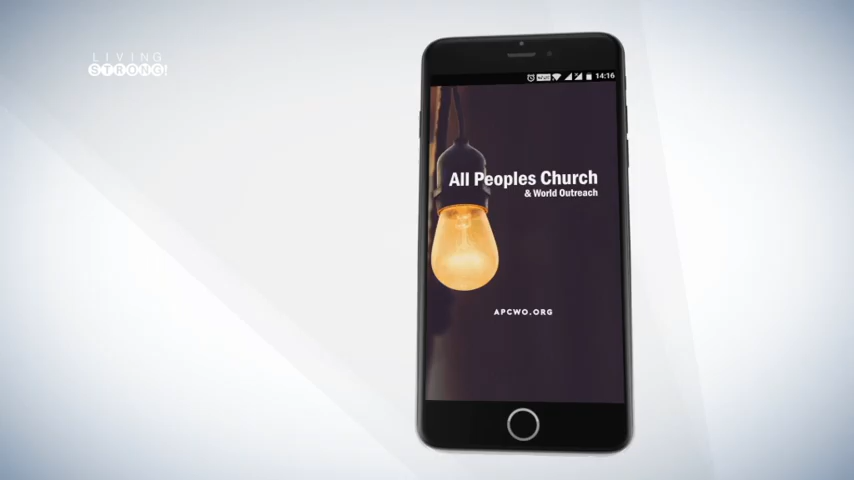 LIVING
STRONG!
14:16
All Peoples Church
& World Outreach
APCWO.ORG